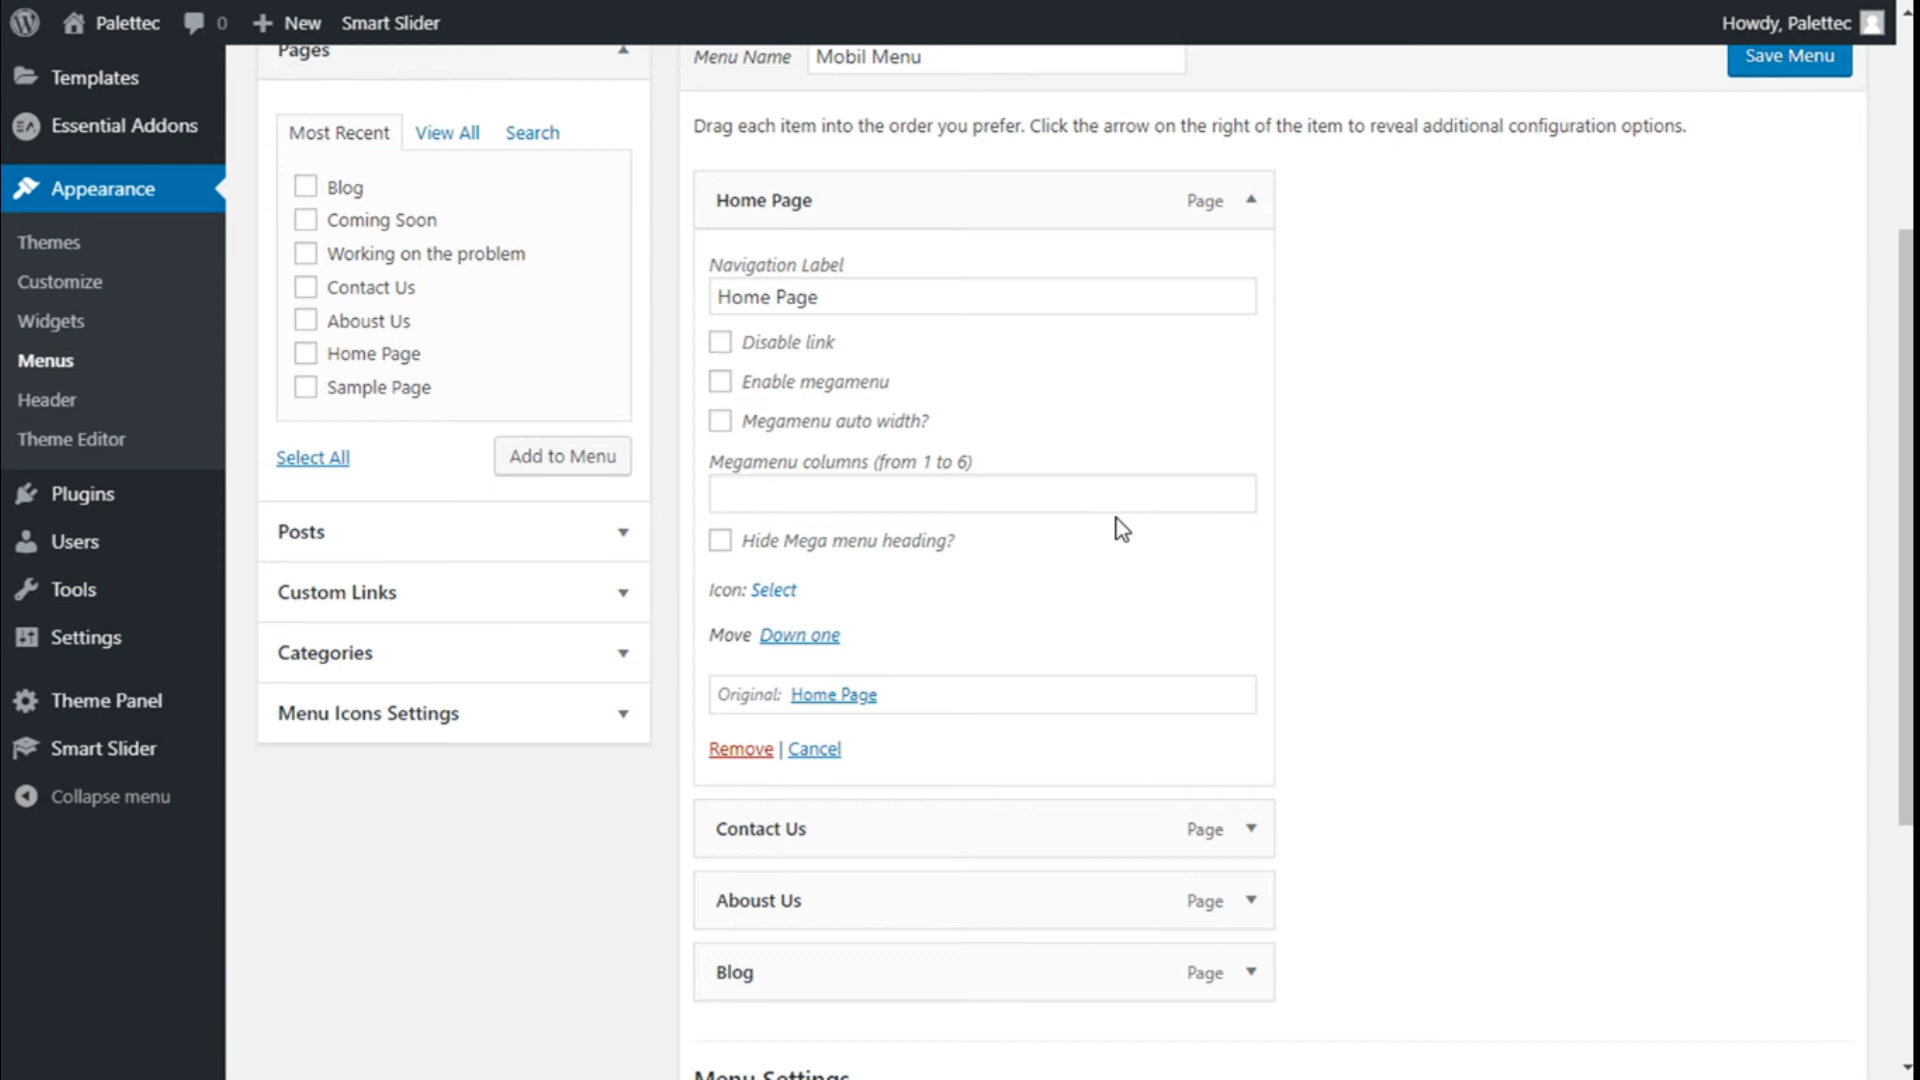 Palettec 0 New Smart Slider Howdy, Palettec
Templates
Essential Addons
Appearance
Themes
Customize
Widgets
Menus
Header
Theme Editor
Plugins
Users
Tools
Settings
Theme Panel
Smart Slider
Collapse menu
Pages
Most Recent View All Search
Blog
Coming Soon
Working on the problem
Contact Us
Aboust Us
Home Page
Sample Page
Select All Add to Menu
Posts
Custom Links
Categories
Menu Icons Settings
Menu Name Mobil Menu Save Menu
Drag each item into the order you prefer. Click the arrow on the right of the item to reveal additional configuration options.
Home Page Page
Navigation Label
Home Page
Disable link
Enable megamenu
Megamenu auto width?
Megamenu columns (from 1 to 6)
Hide Mega menu heading?
Icon: Select
Move Down one
Original: Home Page
Remove | Cancel
Contact Us Page
Aboust Us Page
Blog Page
Menu Settings